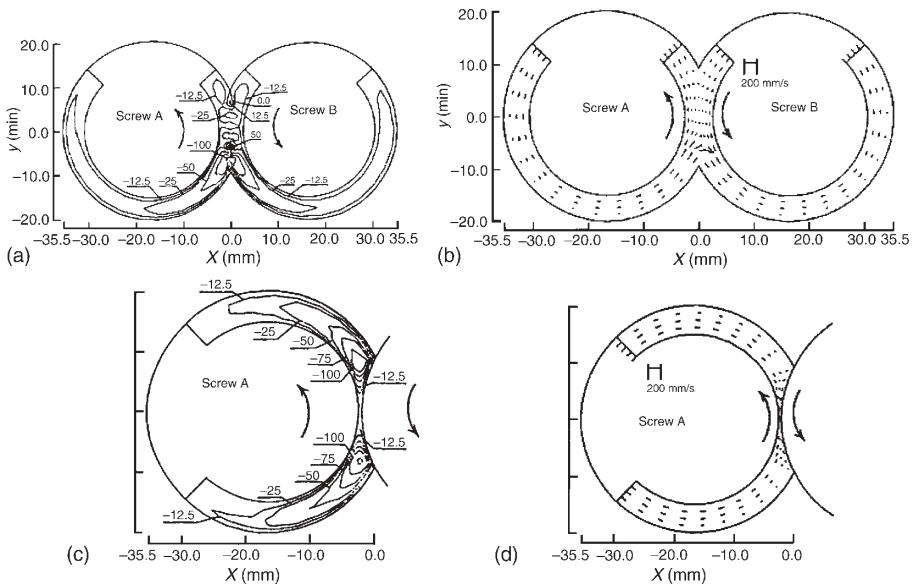 20.0
10.0
0.0
−10.0
−20.0
y (min)
Screw A
Screw B
−12.5
−12.5
0.0
−25
12.5
50
−100
−50
−12.5
−25
−25
−12.5
−35.5 −30.0 −20.0 −10.0 0.0 10.0 20.0 30.0 35.5
X (mm)
(a)
20.0
10.0
0.0
−10.0
−20.0
y (min)
200 mm/s
Screw A
Screw B
−35.5 −30.0 −20.0 −10.0 0.0 10.0 20.0 30.0 35.5
X (mm)
(b)
−12.5
−25
−50
−75
−100
−12.5
Screw A
−100
−12.5
−75
−50
−25
−12.5
−35.5 −30.0 −20.0 −10.0 0.0
X (mm)
(c)
200 mm/s
Screw A
−35.5 −30.0 −20.0 −10.0 0.0
X (mm)
(d)